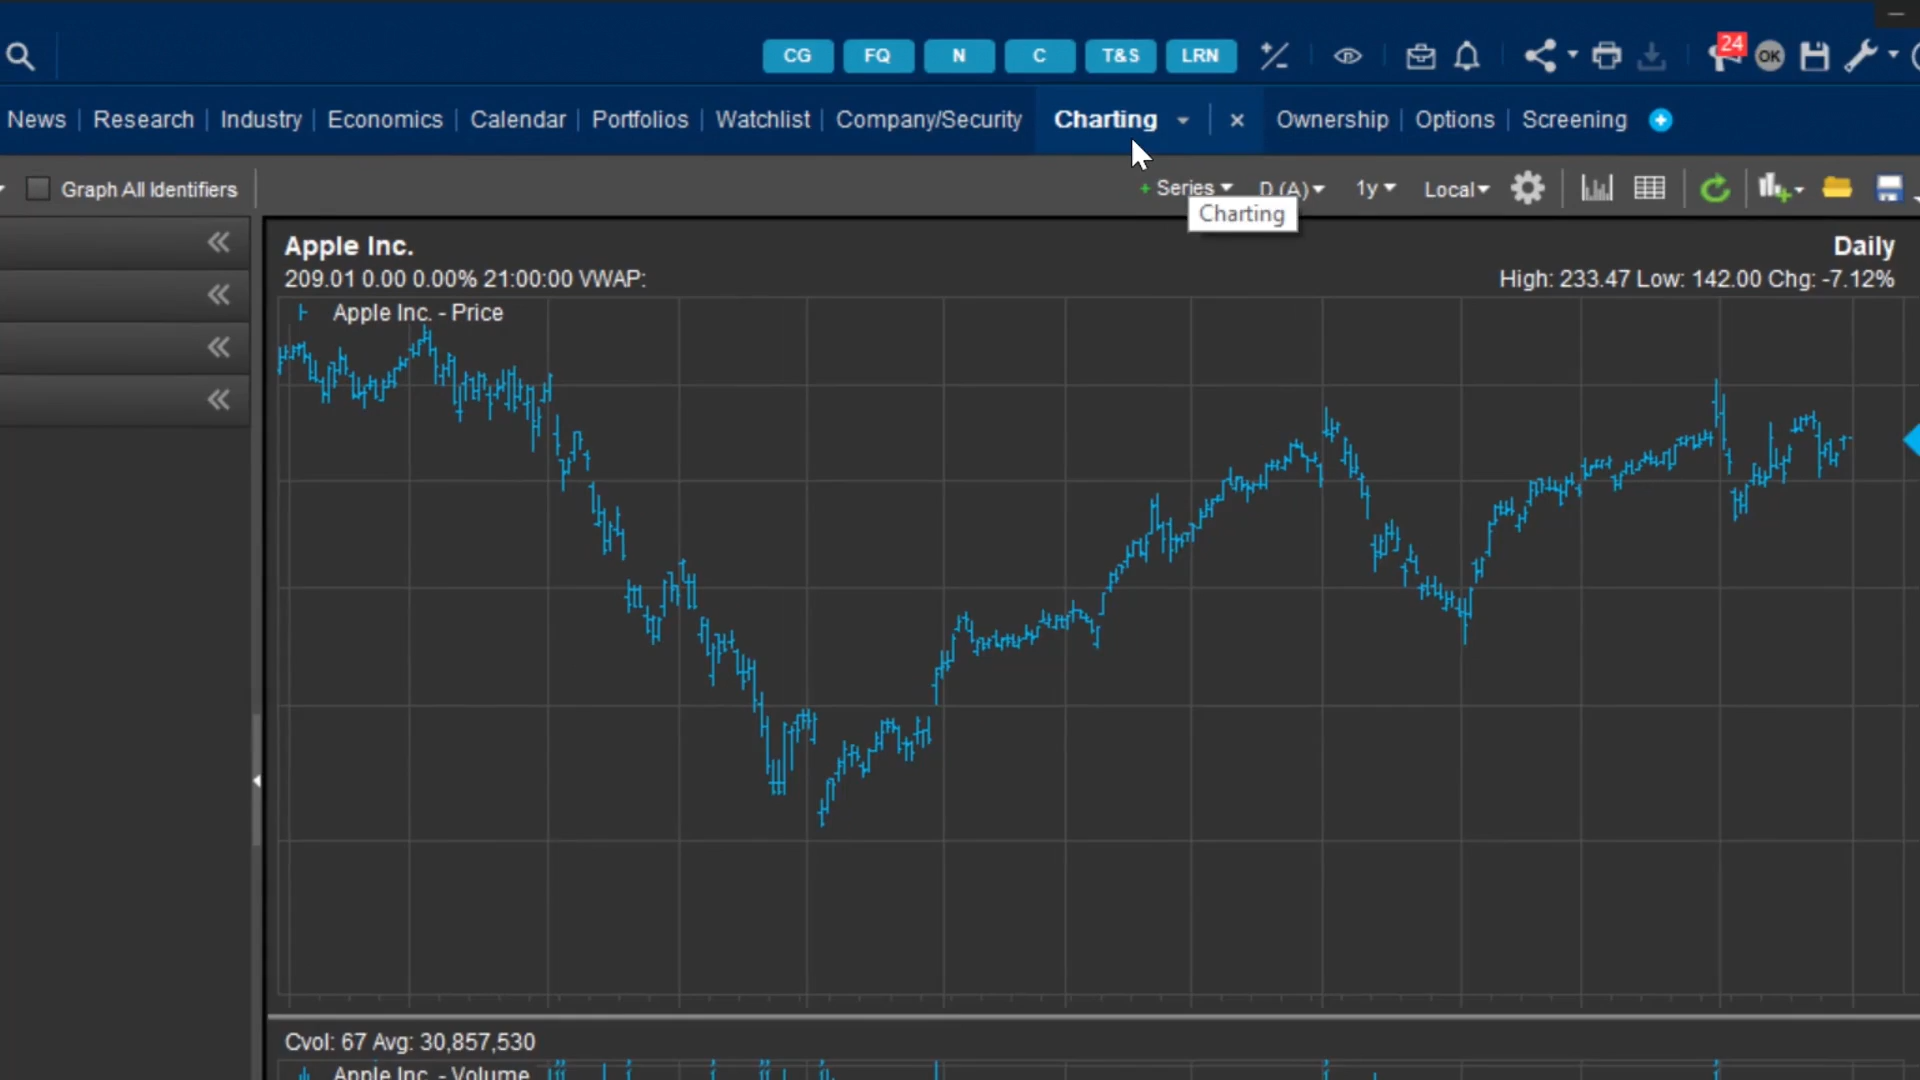 CG FQ N C T&S LRN 24 OK
News Research Industry Economics Calendar Portfolios Watchlist Company/Security Charting Ownership Options Screening
Graph All Identifiers + Series D (A) 1y Local
Charting
Apple Inc. Daily
209.01 0.00 0.00% 21:00:00 VWAP: High: 233.47 Low: 142.00 Chg: -7.12%
Apple Inc. - Price
Cvol: 67 Avg: 30,857,530
Apple Inc. - Volume